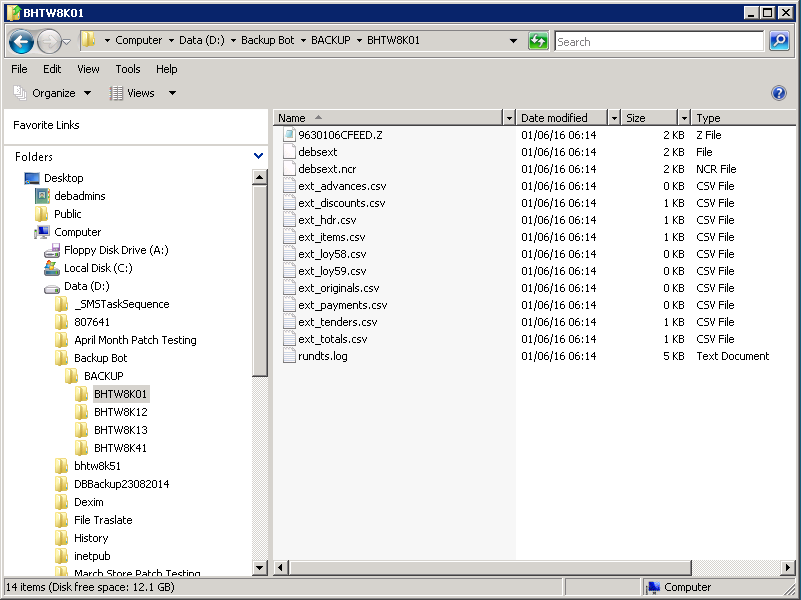 BHTW8K01
Computer Data (D:) Backup Bot BACKUP BHTW8K01 Search
File Edit View Tools Help
Organize Views
Favorite Links
Folders
Desktop
debadmins
Public
Computer
Floppy Disk Drive (A:)
Local Disk (C:)
Data (D:)
_SMSTaskSequence
807641
April Month Patch Testing
Backup Bot
BACKUP
BHTW8K01
BHTW8K12
BHTW8K13
BHTW8K41
bhtw8k51
DBBackup23082014
Dexim
File Traslate
History
inetpub
March Store Patch Testing
Name Date modified Size Type
9630106CFEED.Z 01/06/16 06:14 2 KB Z File
debsext 01/06/16 06:14 2 KB File
debsext.ncr 01/06/16 06:14 2 KB NCR File
ext_advances.csv 01/06/16 06:14 0 KB CSV File
ext_discounts.csv 01/06/16 06:14 1 KB CSV File
ext_hdr.csv 01/06/16 06:14 1 KB CSV File
ext_items.csv 01/06/16 06:14 1 KB CSV File
ext_loy58.csv 01/06/16 06:14 0 KB CSV File
ext_loy59.csv 01/06/16 06:14 0 KB CSV File
ext_originals.csv 01/06/16 06:14 0 KB CSV File
ext_payments.csv 01/06/16 06:14 0 KB CSV File
ext_tenders.csv 01/06/16 06:14 1 KB CSV File
ext_totals.csv 01/06/16 06:14 1 KB CSV File
rundts.log 01/06/16 06:14 5 KB Text Document
14 items (Disk free space: 12.1 GB) Computer